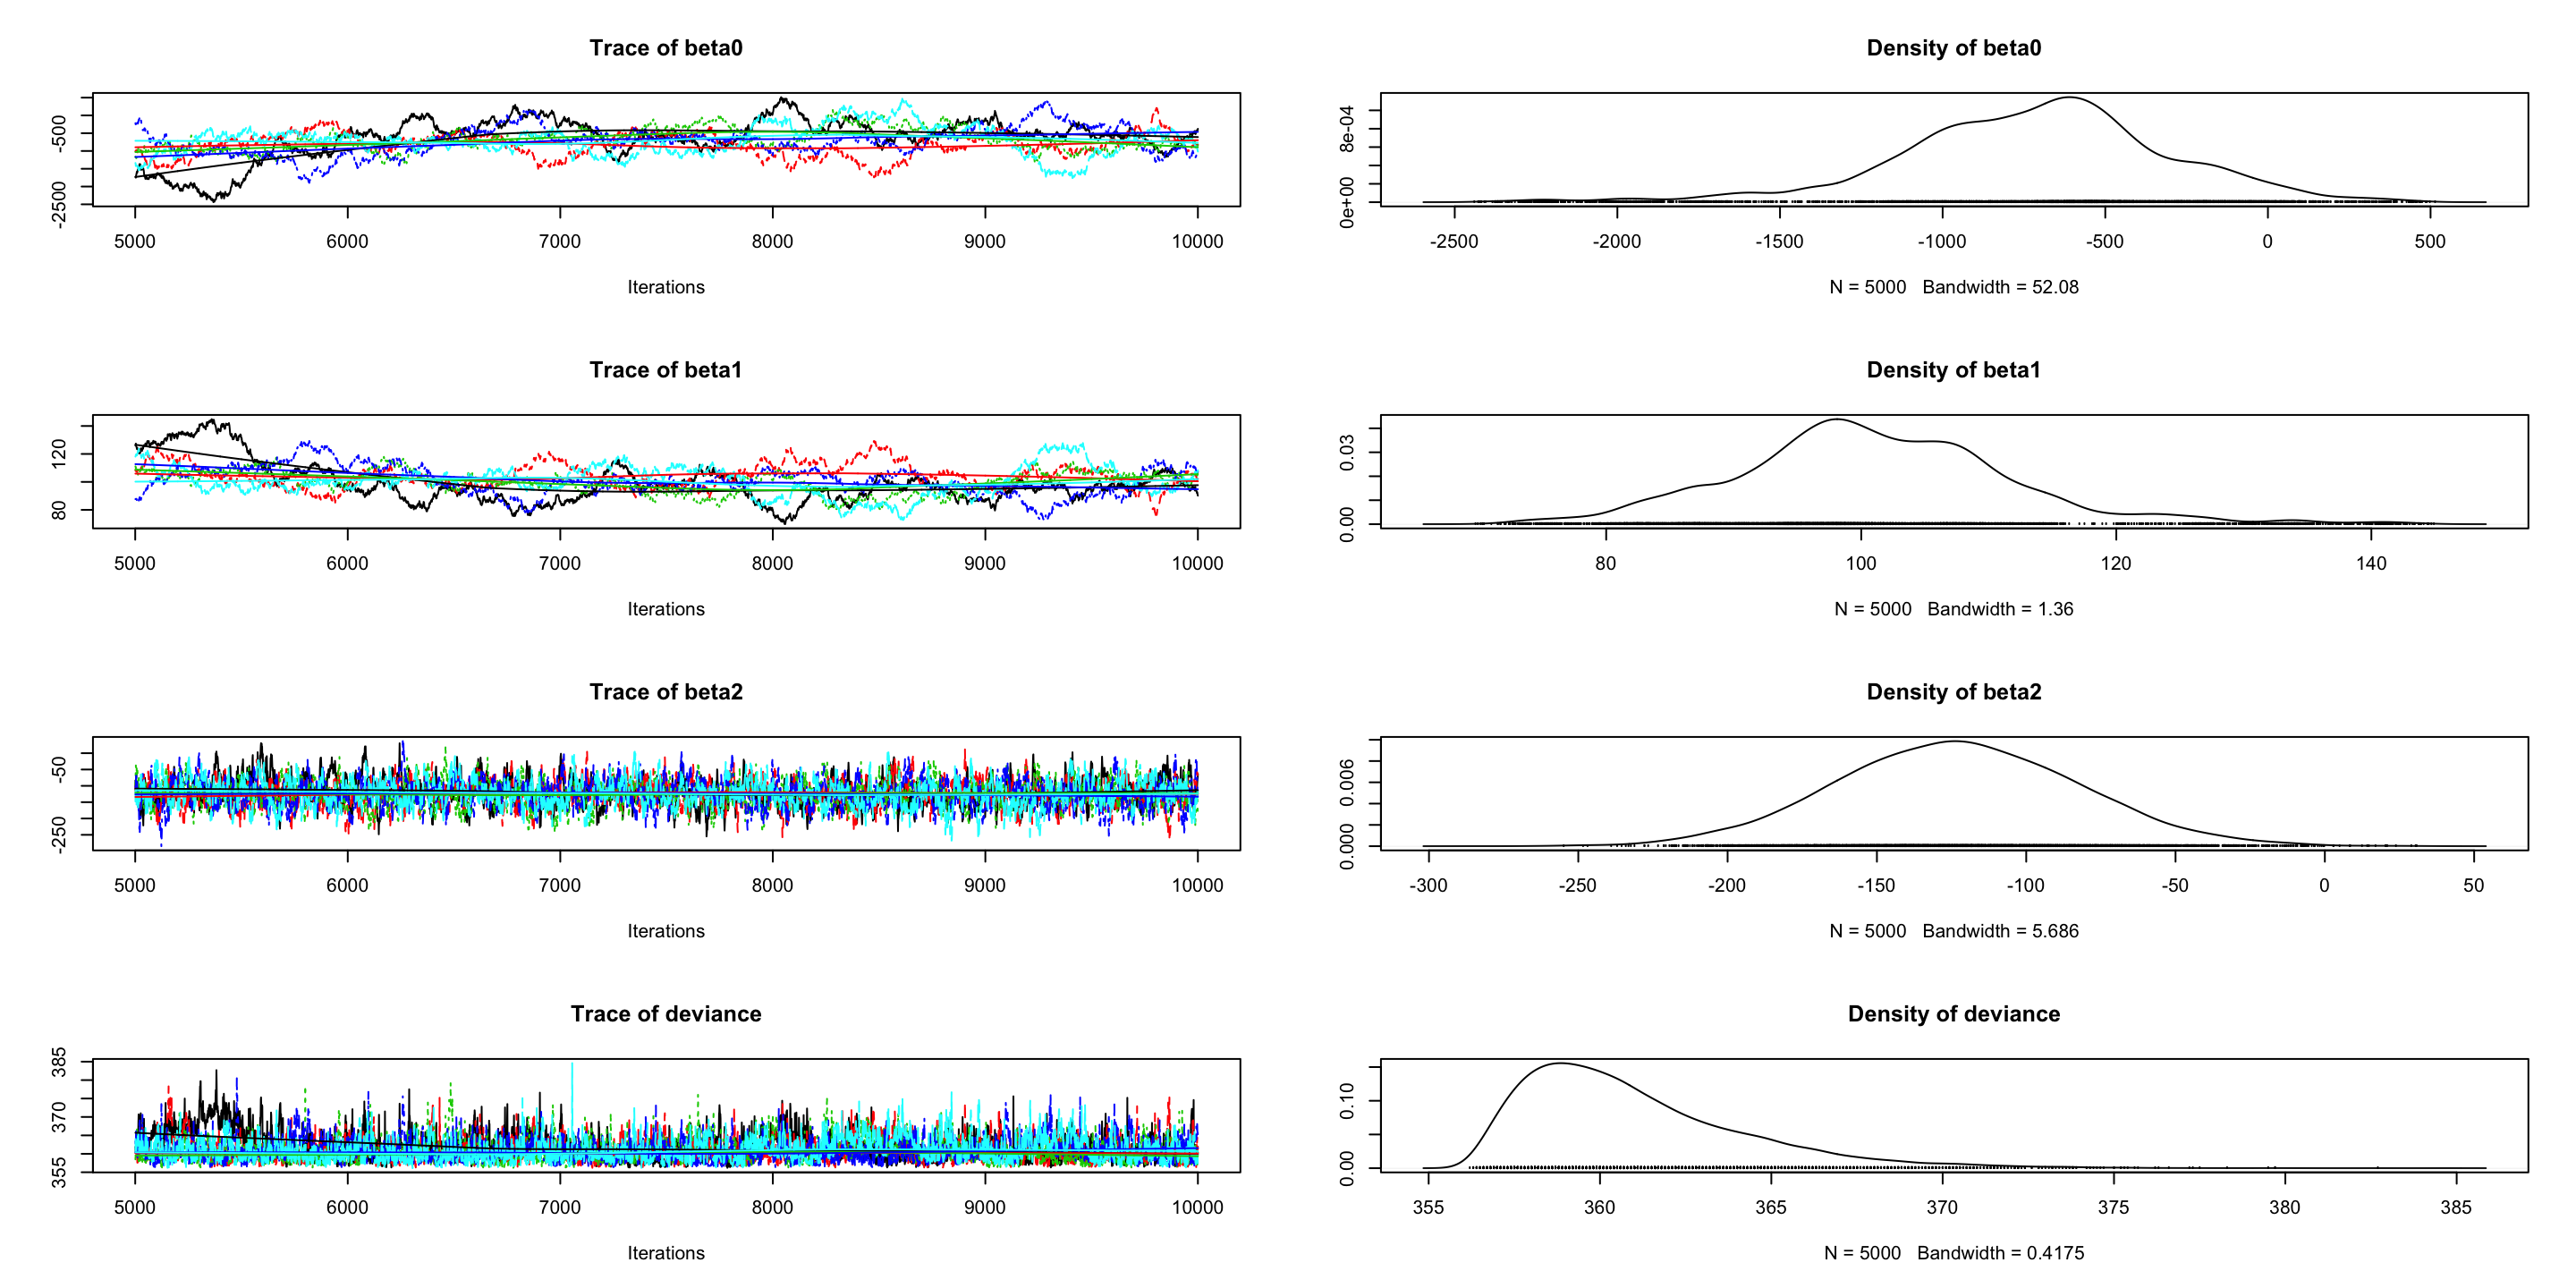 Trace of beta0
-500
-2500
5000 6000 7000 8000 9000 10000
Iterations
Density of beta0
8e-04
0e+00
-2500 -2000 -1500 -1000 -500 0 500
N = 5000 Bandwidth = 52.08
Trace of beta1
120
80
5000 6000 7000 8000 9000 10000
Iterations
Density of beta1
0.03
0.00
80 100 120 140
N = 5000 Bandwidth = 1.36
Trace of beta2
-50
-250
5000 6000 7000 8000 9000 10000
Iterations
Density of beta2
0.006
0.000
-300 -250 -200 -150 -100 -50 0 50
N = 5000 Bandwidth = 5.686
Trace of deviance
385
370
355
5000 6000 7000 8000 9000 10000
Iterations
Density of deviance
0.10
0.00
355 360 365 370 375 380 385
N = 5000 Bandwidth = 0.4175